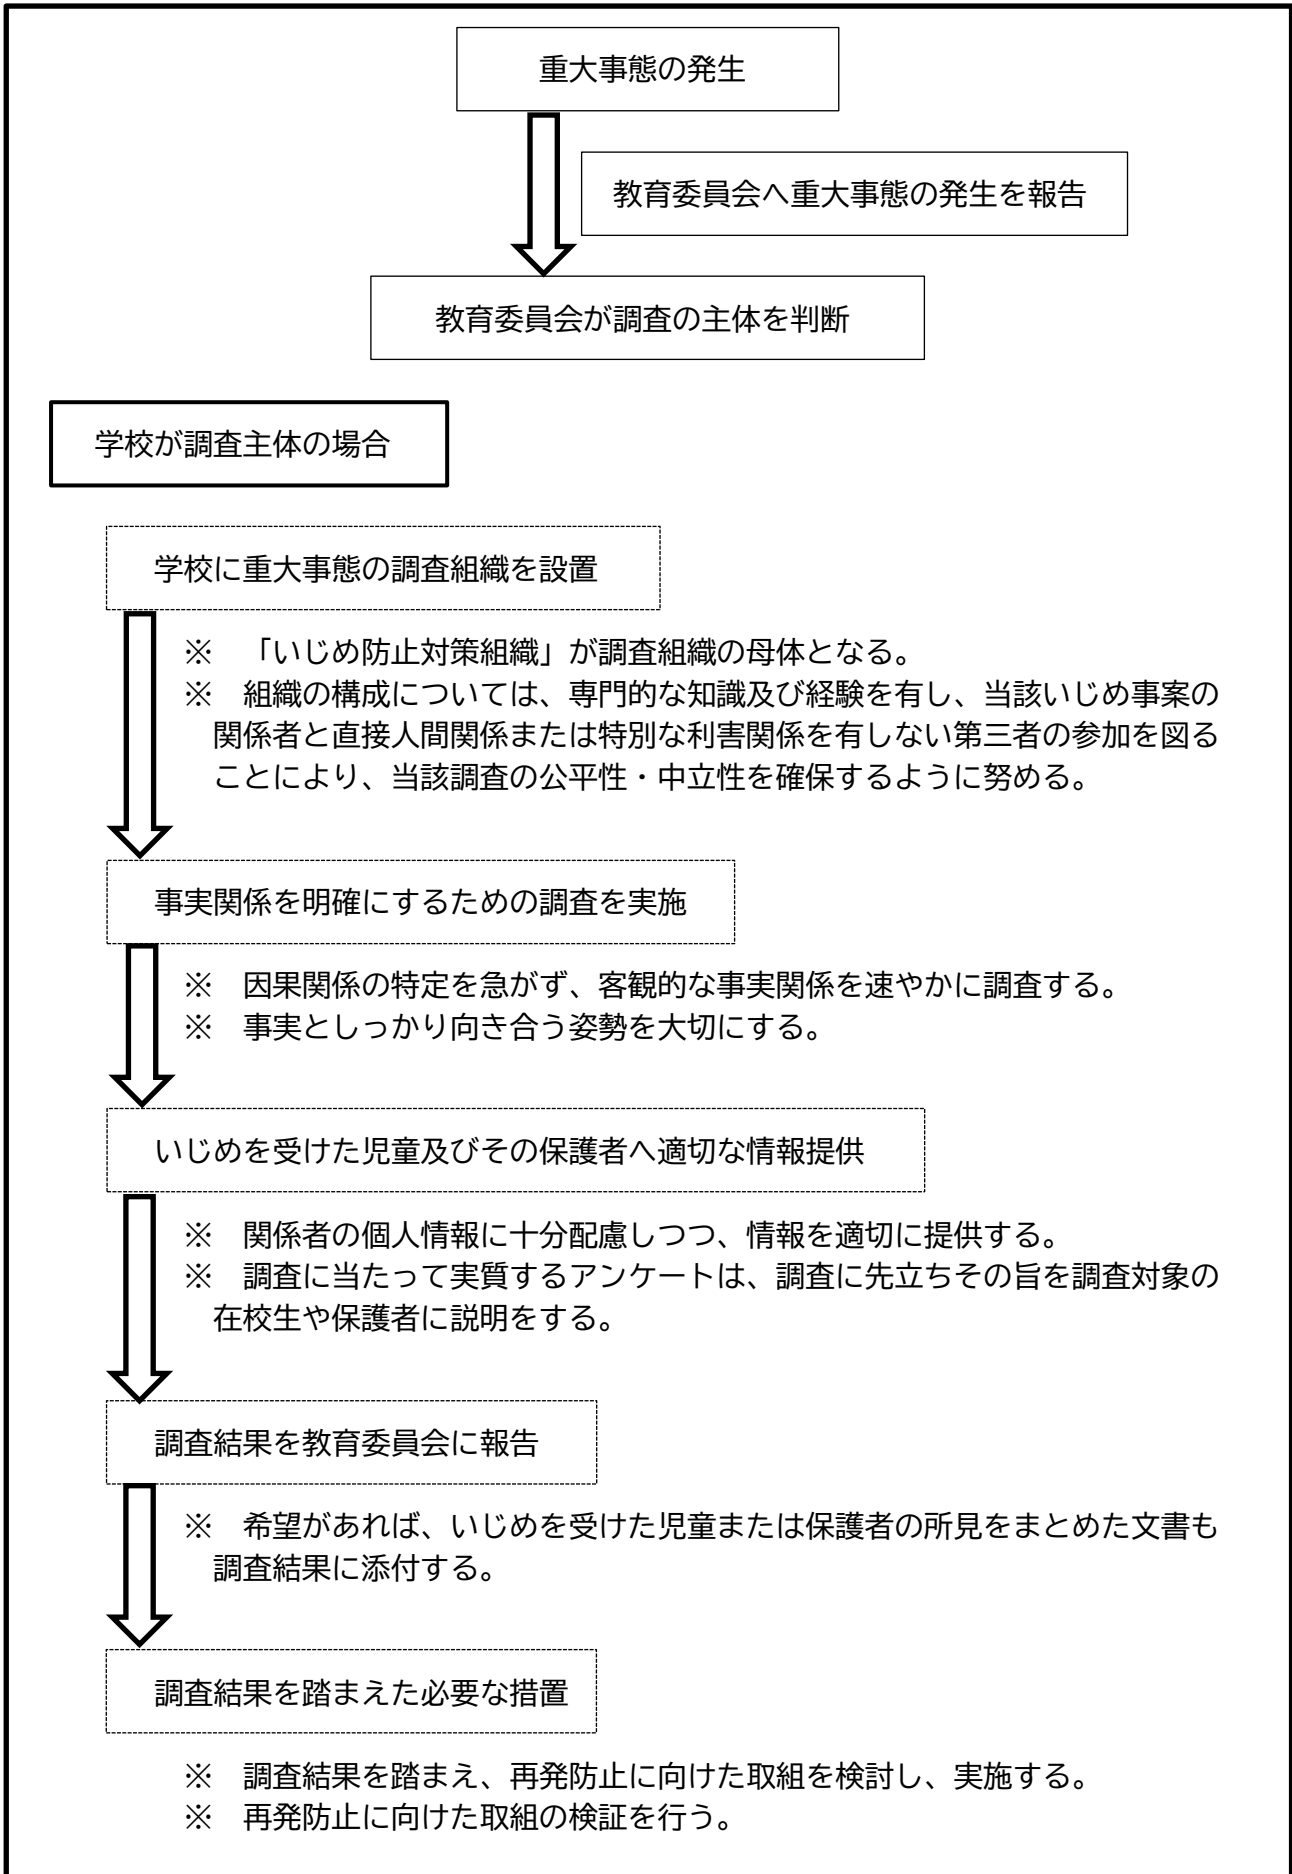 重大事態の発生
教育委員会へ重大事態の発生を報告
教育委員会が調査の主体を判断
学校が調査主体の場合
学校に重大事態の調査組織を設置
※　「いじめ防止対策組織」が調査組織の母体となる。
※　組織の構成については、専門的な知識及び経験を有し、当該いじめ事案の
関係者と直接人間関係または特別な利害関係を有しない第三者の参加を図る
ことにより、当該調査の公平性・中立性を確保するように努める。
事実関係を明確にするための調査を実施
※　因果関係の特定を急がず、客観的な事実関係を速やかに調査する。
※　事実としっかり向き合う姿勢を大切にする。
いじめを受けた児童及びその保護者へ適切な情報提供
※　関係者の個人情報に十分配慮しつつ、情報を適切に提供する。
※　調査に当たって実質するアンケートは、調査に先立ちその旨を調査対象の
在校生や保護者に説明をする。
調査結果を教育委員会に報告
※　希望があれば、いじめを受けた児童または保護者の所見をまとめた文書も
調査結果に添付する。
調査結果を踏まえた必要な措置
※　調査結果を踏まえ、再発防止に向けた取組を検討し、実施する。
※　再発防止に向けた取組の検証を行う。